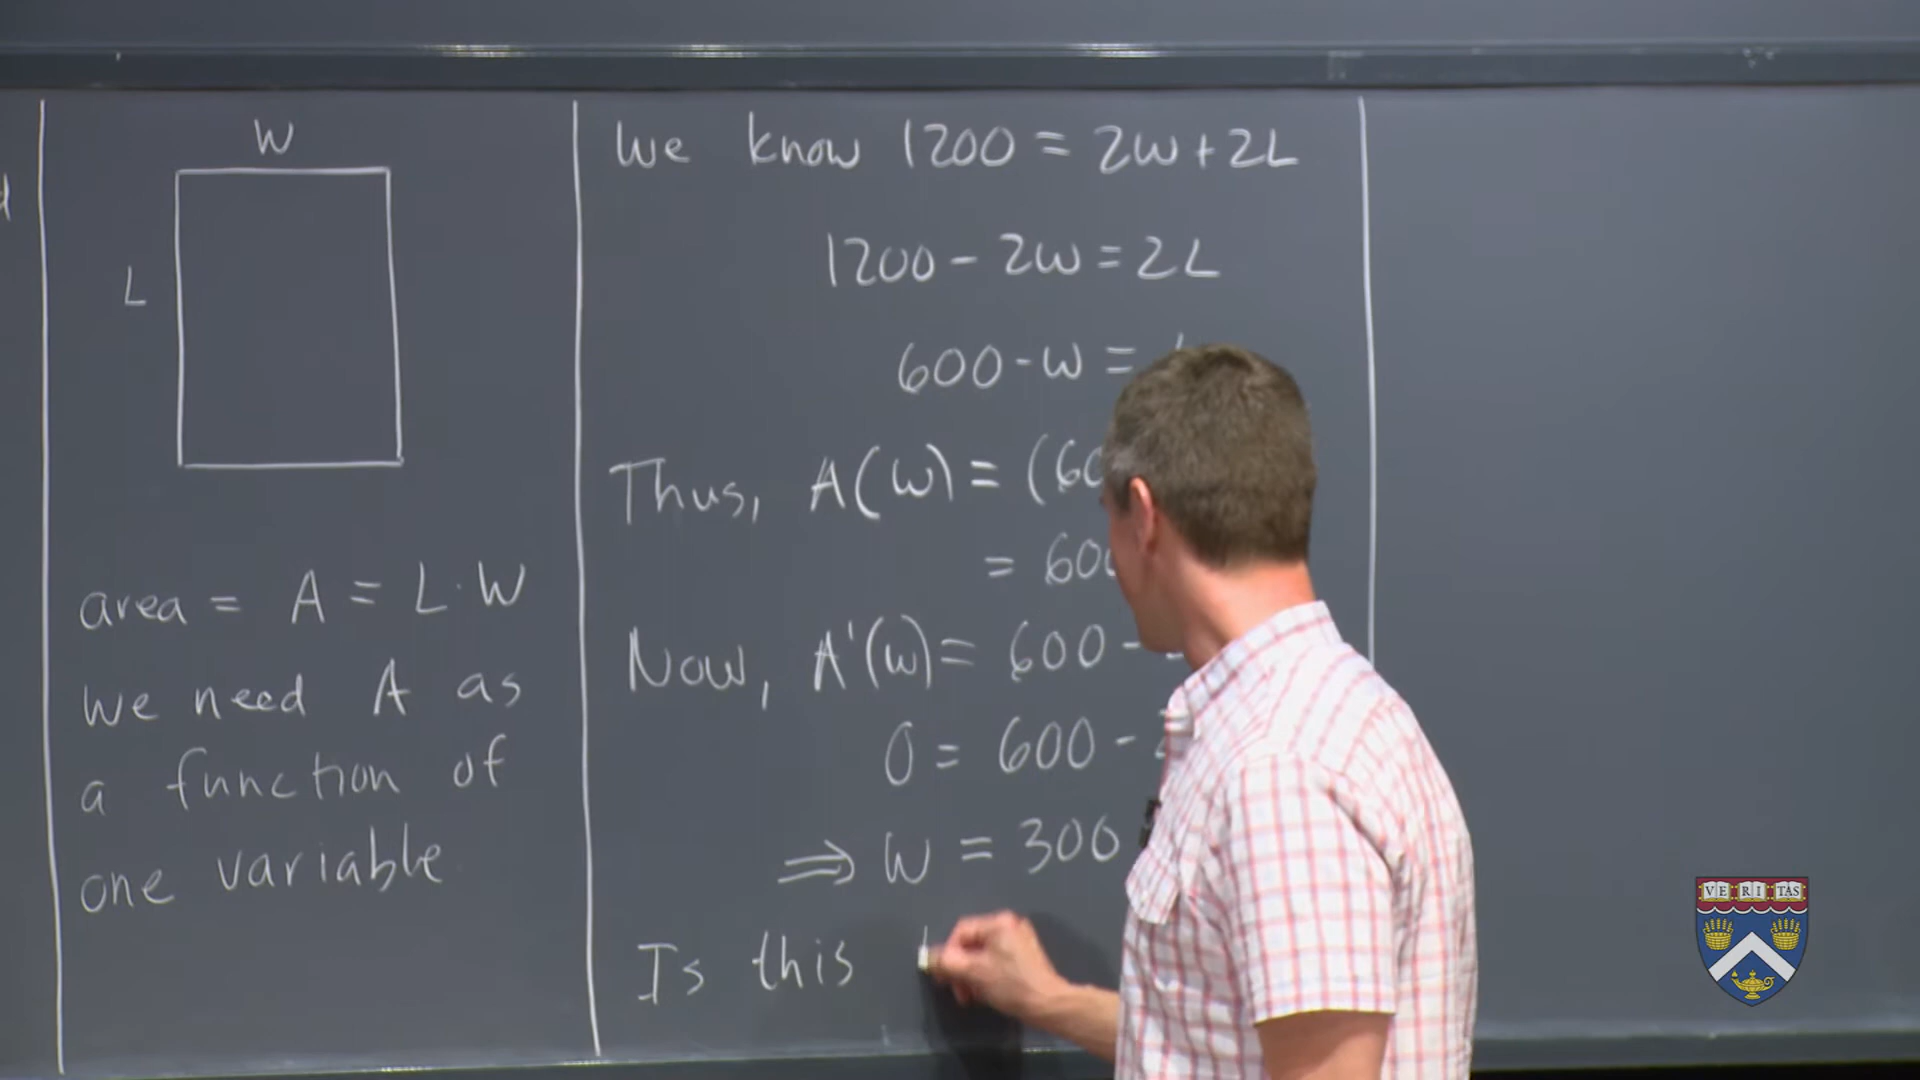 W
L
area = A = L · W
We need A as
a function of
one variable
We know 1200 = 2W + 2L
1200 - 2W = 2L
600 - W =
Thus, A(W) = (60
= 600
Now, A'(W) = 600 -
0 = 600 -
⇒ W = 300
Is this
VE RI TAS